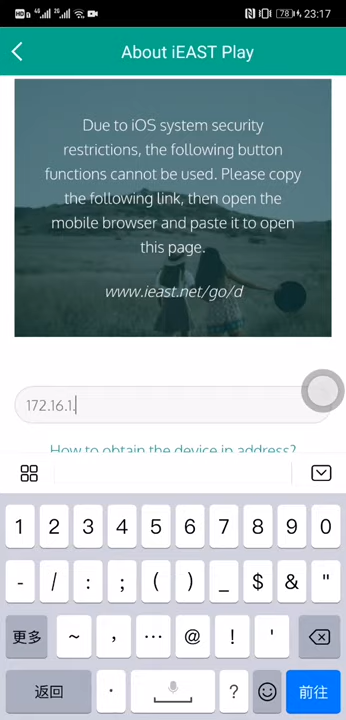 HD 4G 2G 78 23:17
About iEAST Play
Due to iOS system security
restrictions, the following button
functions cannot be used. Please copy
the following link, then open the
mobile browser and paste it to open
this page.
www.ieast.net/go/d
172.16.1.
How to obtain the device ip address?
1 2 3 4 5 6 7 8 9 0
- / : ; ( ) _ $ & "
更多 ~ , … @ ! '
返回 · ? 前往